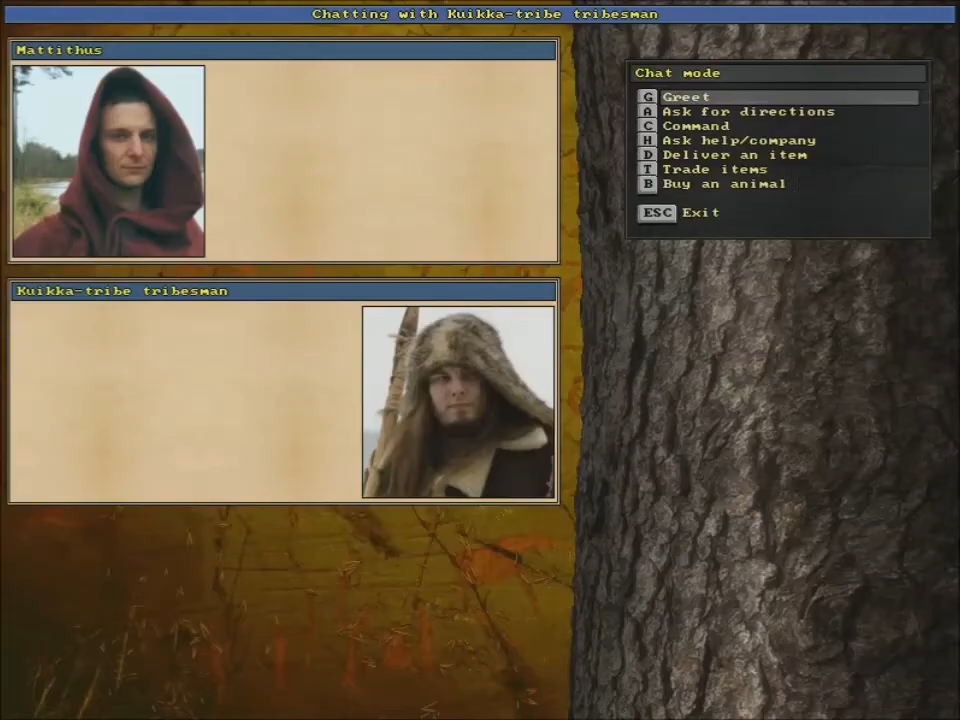 Chatting with Kuikka-tribe tribesman
Mattithus
Kuikka-tribe tribesman
Chat mode
G Greet
A Ask for directions
C Command
H Ask help/company
D Deliver an item
T Trade items
B Buy an animal
ESC Exit